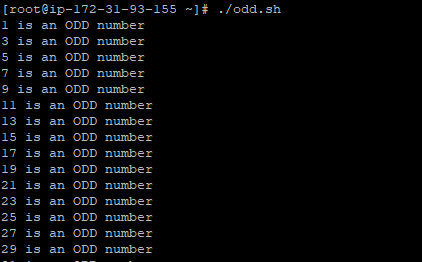 [root@ip-172-31-93-155 ~]# ./odd.sh
1 is an ODD number
3 is an ODD number
5 is an ODD number
7 is an ODD number
9 is an ODD number
11 is an ODD number
13 is an ODD number
15 is an ODD number
17 is an ODD number
19 is an ODD number
21 is an ODD number
23 is an ODD number
25 is an ODD number
27 is an ODD number
29 is an ODD number